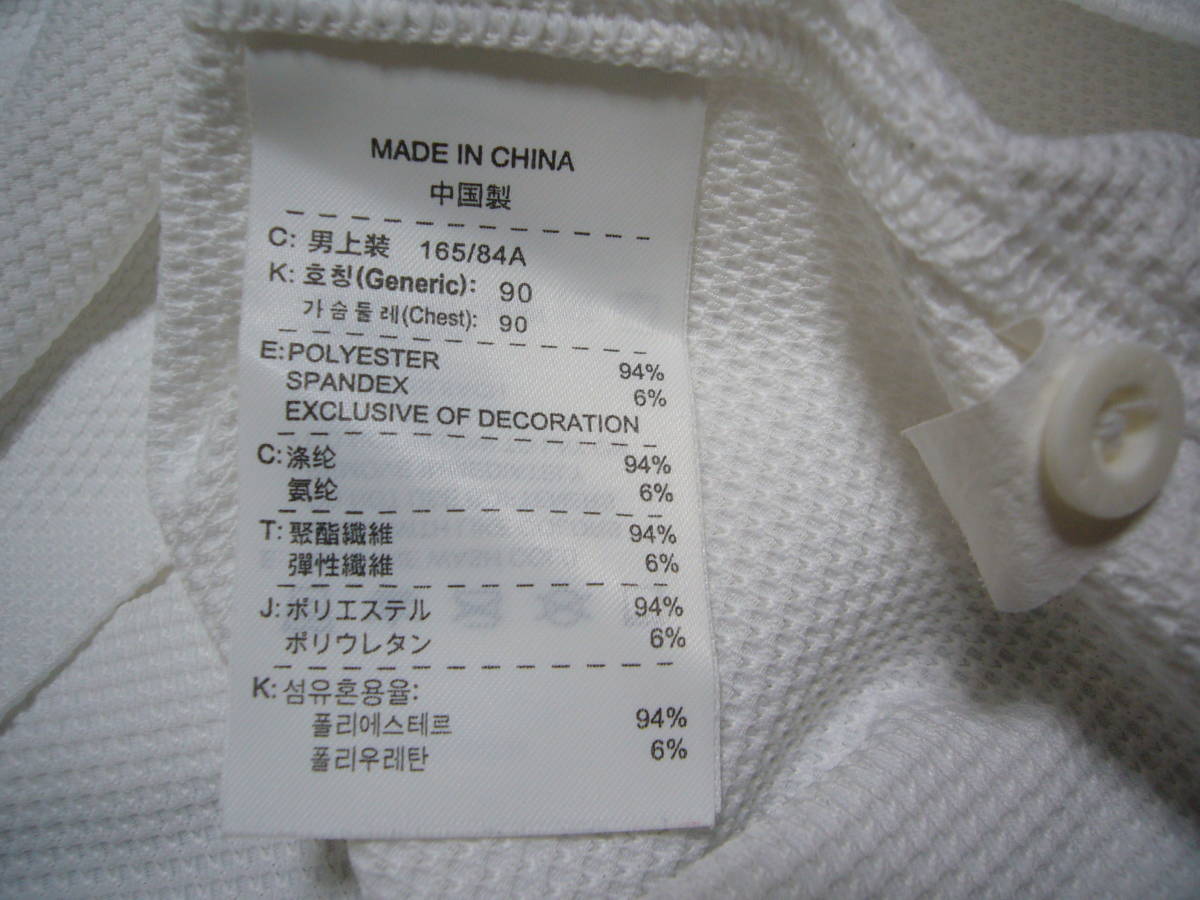 MADE IN CHINA
中国製
C: 男上装 165/84A
K: 호칭(Generic): 90
가슴둘레(Chest): 90
E: POLYESTER 94%
SPANDEX 6%
EXCLUSIVE OF DECORATION
C: 涤纶 94%
氨纶 6%
T: 聚酯纖維 94%
彈性纖維 6%
J: ポリエステル 94%
ポリウレタン 6%
K: 섬유혼용율:
폴리에스테르 94%
폴리우레탄 6%